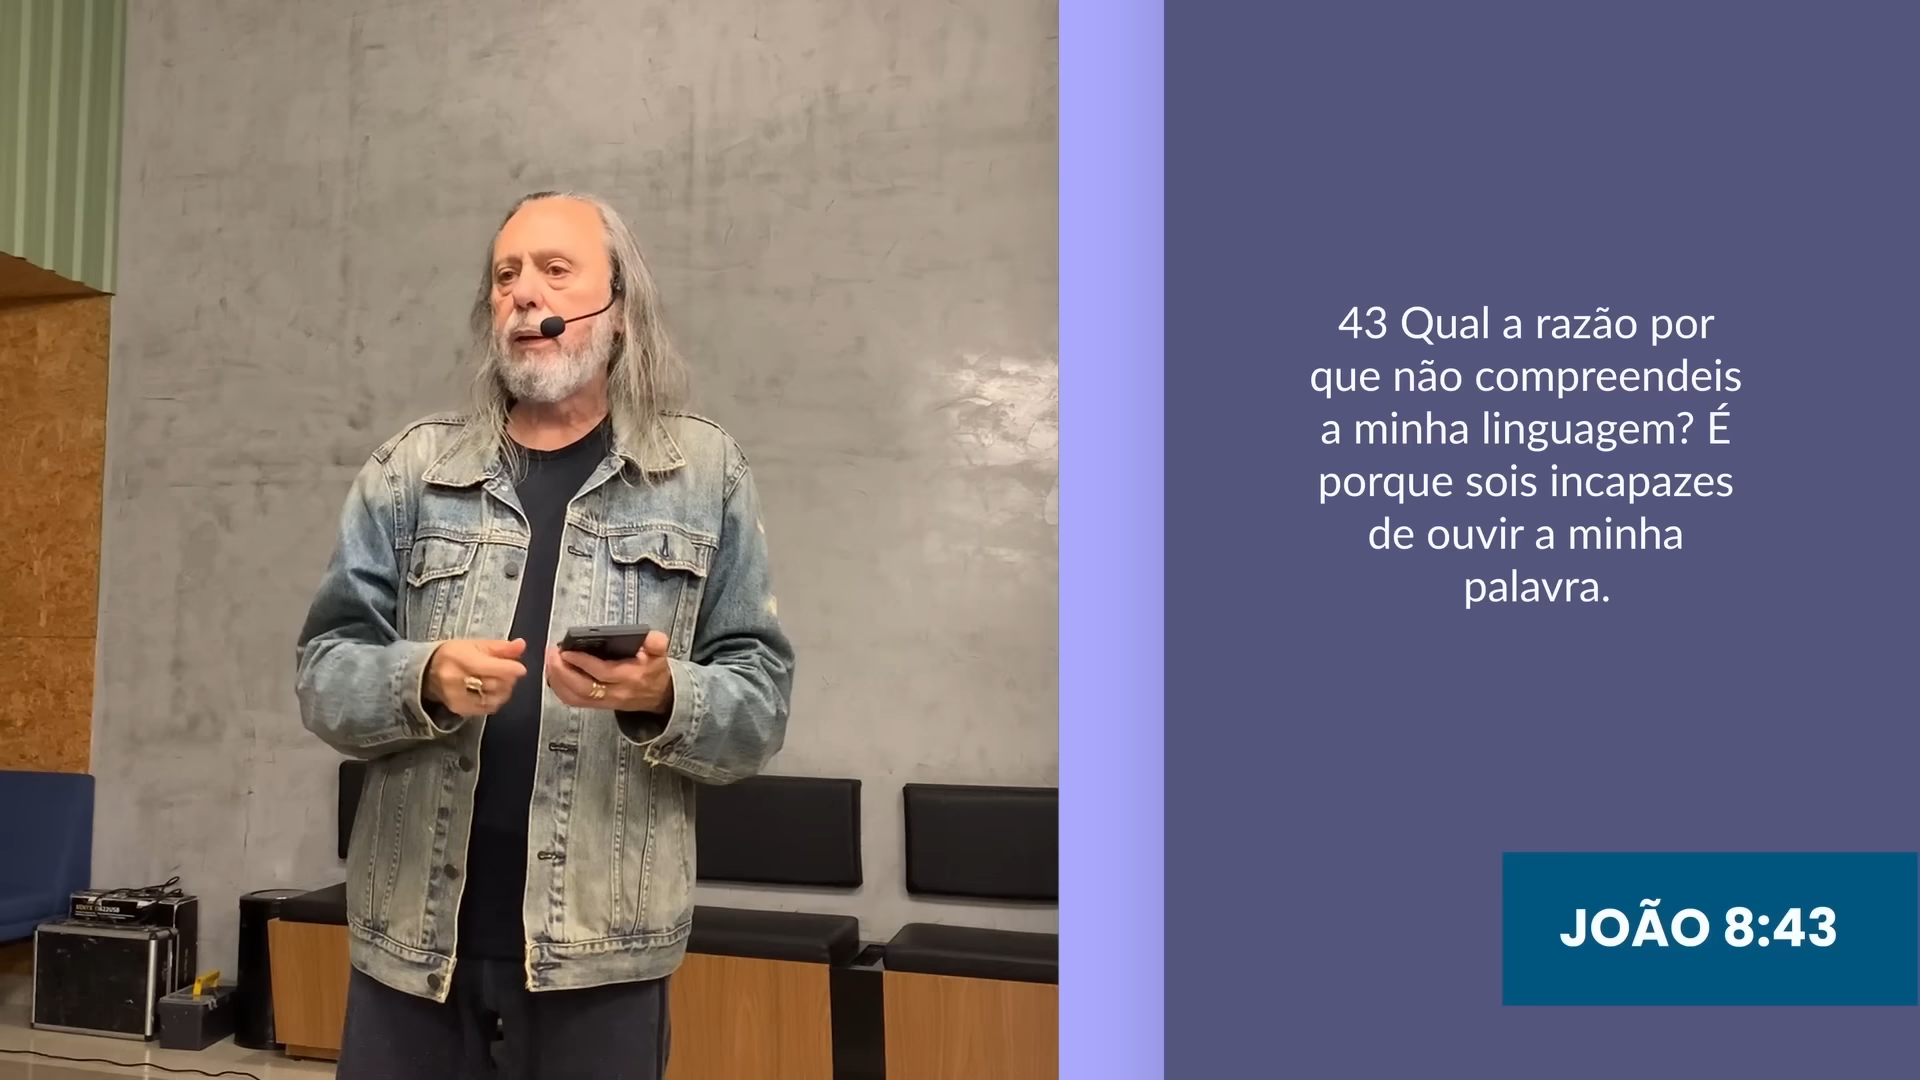 43 Qual a razão por
que não compreendeis
a minha linguagem? É
porque sois incapazes
de ouvir a minha
palavra.
JOÃO 8:43